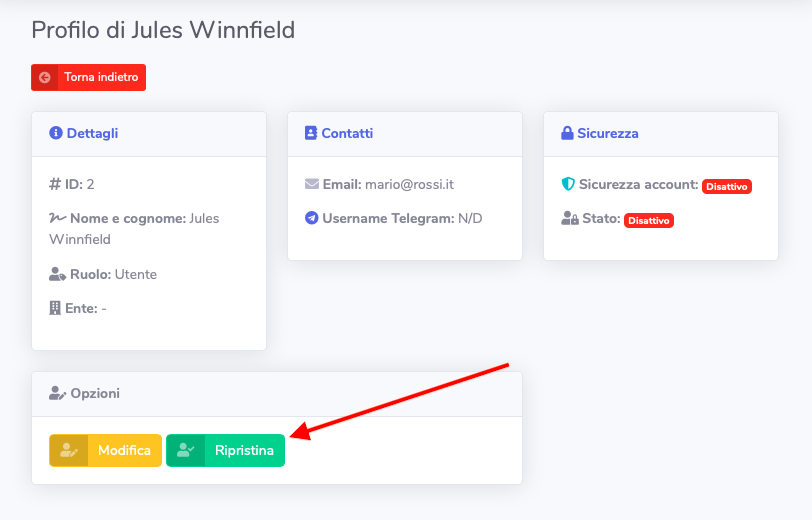 Profilo di Jules Winnfield
Torna indietro
Dettagli
ID: 2
Nome e cognome: Jules
Winnfield
Ruolo: Utente
Ente: -
Contatti
Email: mario@rossi.it
Username Telegram: N/D
Sicurezza
Sicurezza account: Disattivo
Stato: Disattivo
Opzioni
Modifica
Ripristina